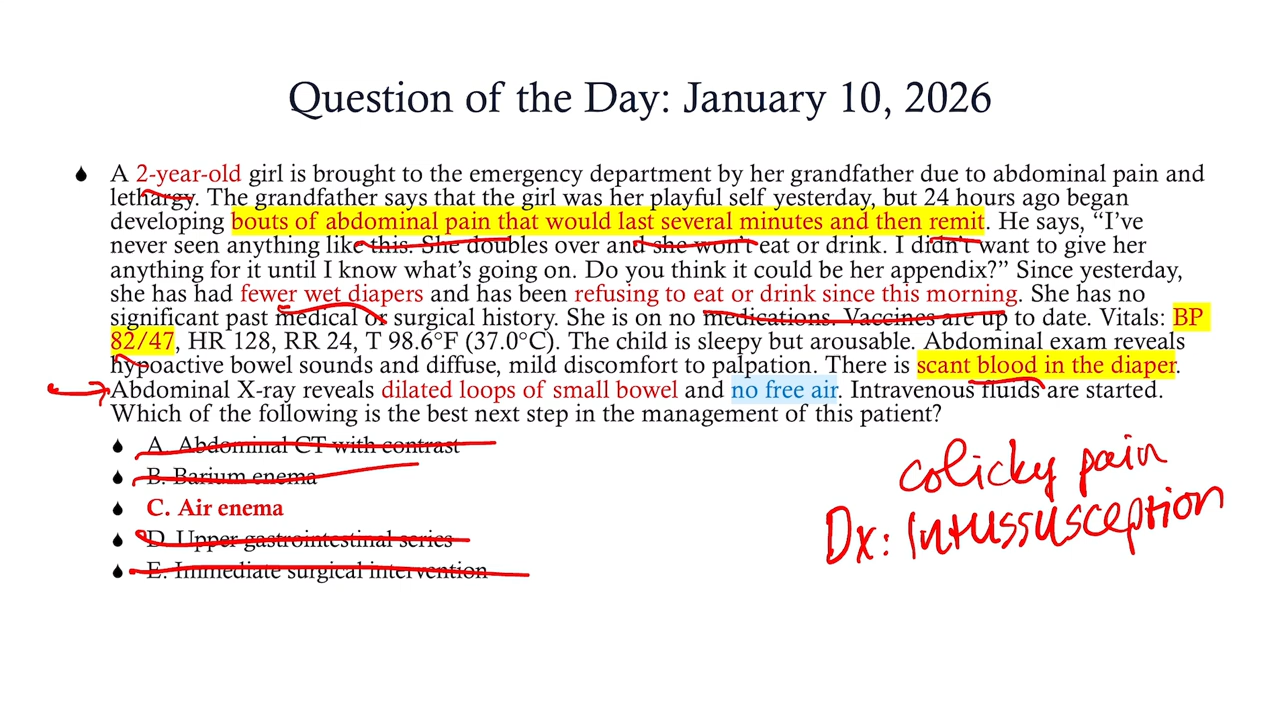 Question of the Day: January 10, 2026
A 2-year-old girl is brought to the emergency department by her grandfather due to abdominal pain and
lethargy. The grandfather says that the girl was her playful self yesterday, but 24 hours ago began
developing bouts of abdominal pain that would last several minutes and then remit. He says, “I’ve
never seen anything like this. She doubles over and she won’t eat or drink. I didn’t want to give her
anything for it until I know what’s going on. Do you think it could be her appendix?” Since yesterday,
she has had fewer wet diapers and has been refusing to eat or drink since this morning. She has no
significant past medical or surgical history. She is on no medications. Vaccines are up to date. Vitals: BP
82/47, HR 128, RR 24, T 98.6°F (37.0°C). The child is sleepy but arousable. Abdominal exam reveals
hypoactive bowel sounds and diffuse, mild discomfort to palpation. There is scant blood in the diaper.
Abdominal X-ray reveals dilated loops of small bowel and no free air. Intravenous fluids are started.
Which of the following is the best next step in the management of this patient?
A. Abdominal CT with contrast
B. Barium enema
C. Air enema
D. Upper gastrointestinal series
E. Immediate surgical intervention
colicky pain
Dx: Intussusception